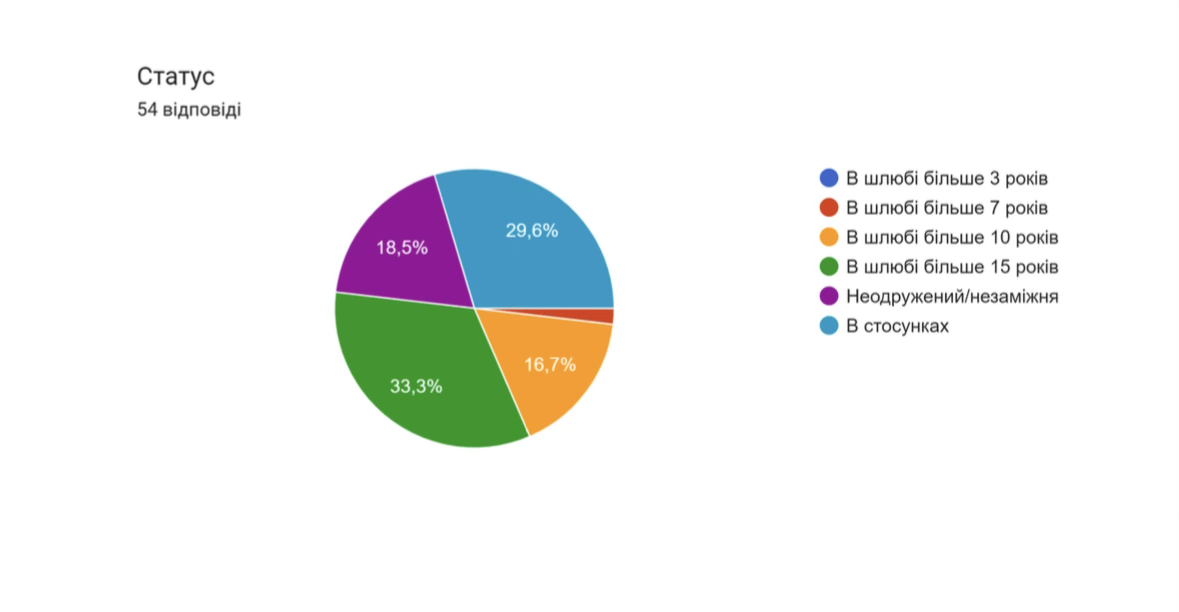 Статус
54 відповіді
29,6%
18,5%
16,7%
33,3%
В шлюбі більше 3 років
В шлюбі більше 7 років
В шлюбі більше 10 років
В шлюбі більше 15 років
Неодружений/незаміжня
В стосунках